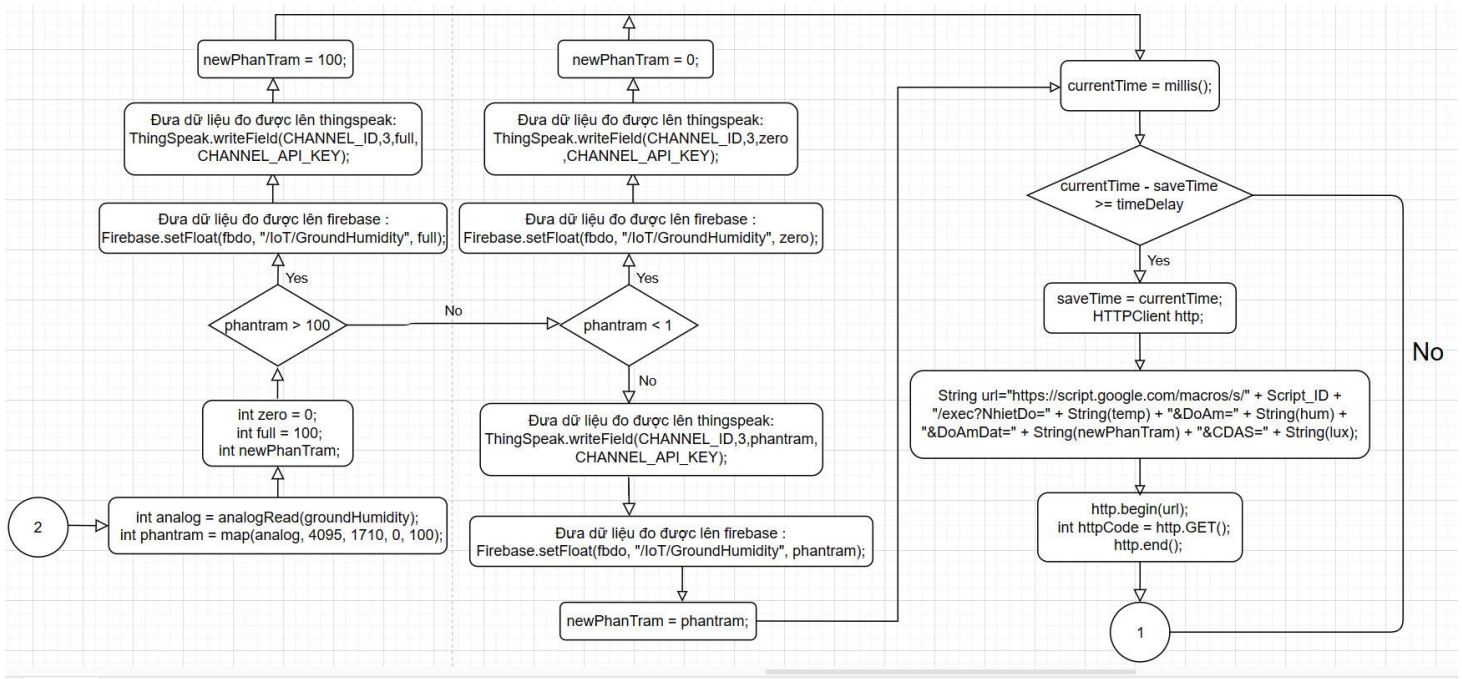 newPhanTram = 100;
Đưa dữ liệu đo được lên thingspeak:
ThingSpeak.writeField(CHANNEL_ID,3,full,
CHANNEL_API_KEY);
Đưa dữ liệu đo được lên firebase :
Firebase.setFloat(fbdo, "/IoT/GroundHumidity", full);
Yes
phantram > 100
No
int zero = 0;
int full = 100;
int newPhanTram;
2
int analog = analogRead(groundHumidity);
int phantram = map(analog, 4095, 1710, 0, 100);
newPhanTram = 0;
Đưa dữ liệu đo được lên thingspeak:
ThingSpeak.writeField(CHANNEL_ID,3,zero
,CHANNEL_API_KEY);
Đưa dữ liệu đo được lên firebase :
Firebase.setFloat(fbdo, "/IoT/GroundHumidity", zero);
Yes
phantram < 1
No
Đưa dữ liệu đo được lên thingspeak:
ThingSpeak.writeField(CHANNEL_ID,3,phantram,
CHANNEL_API_KEY);
Đưa dữ liệu đo được lên firebase :
Firebase.setFloat(fbdo, "/IoT/GroundHumidity", phantram);
newPhanTram = phantram;
currentTime = millis();
currentTime - saveTime
>= timeDelay
Yes
No
saveTime = currentTime;
HTTPClient http;
String url="https://script.google.com/macros/s/" + Script_ID +
"/exec?NhietDo=" + String(temp) + "&DoAm=" + String(hum) +
"&DoAmDat=" + String(newPhanTram) + "&CDAS=" + String(lux);
http.begin(url);
int httpCode = http.GET();
http.end();
1